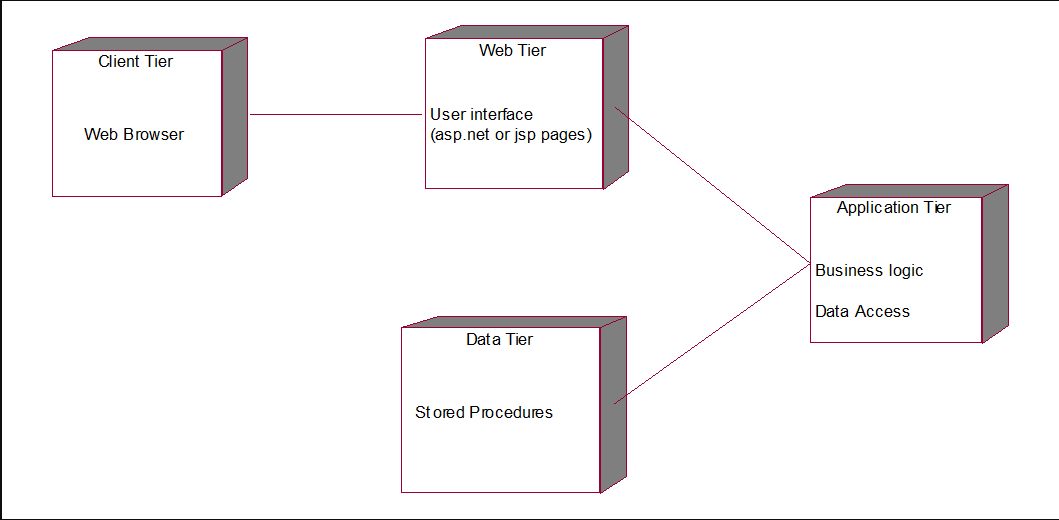 Client Tier
Web Browser
Web Tier
User interface
(asp.net or jsp pages)
Application Tier
Business logic
Data Access
Data Tier
Stored Procedures